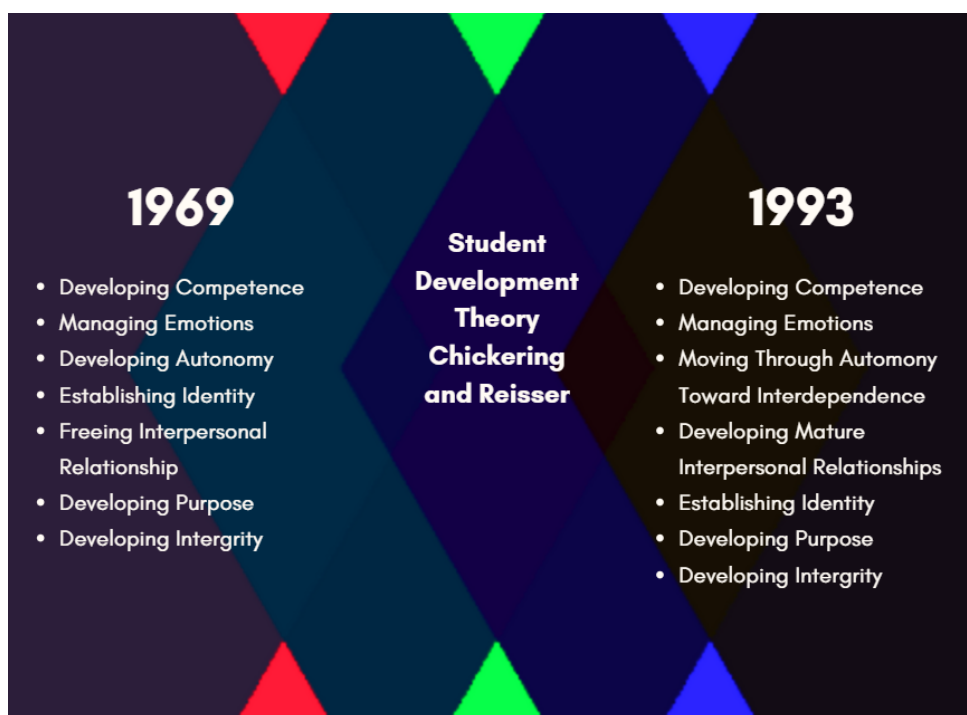 1969
• Developing Competence
• Managing Emotions
• Developing Autonomy
• Establishing Identity
• Freeing Interpersonal
Relationship
• Developing Purpose
• Developing Intergrity
Student
Development
Theory
Chickering
and Reisser
1993
• Developing Competence
• Managing Emotions
• Moving Through Automony
Toward Interdependence
• Developing Mature
Interpersonal Relationships
• Establishing Identity
• Developing Purpose
• Developing Intergrity